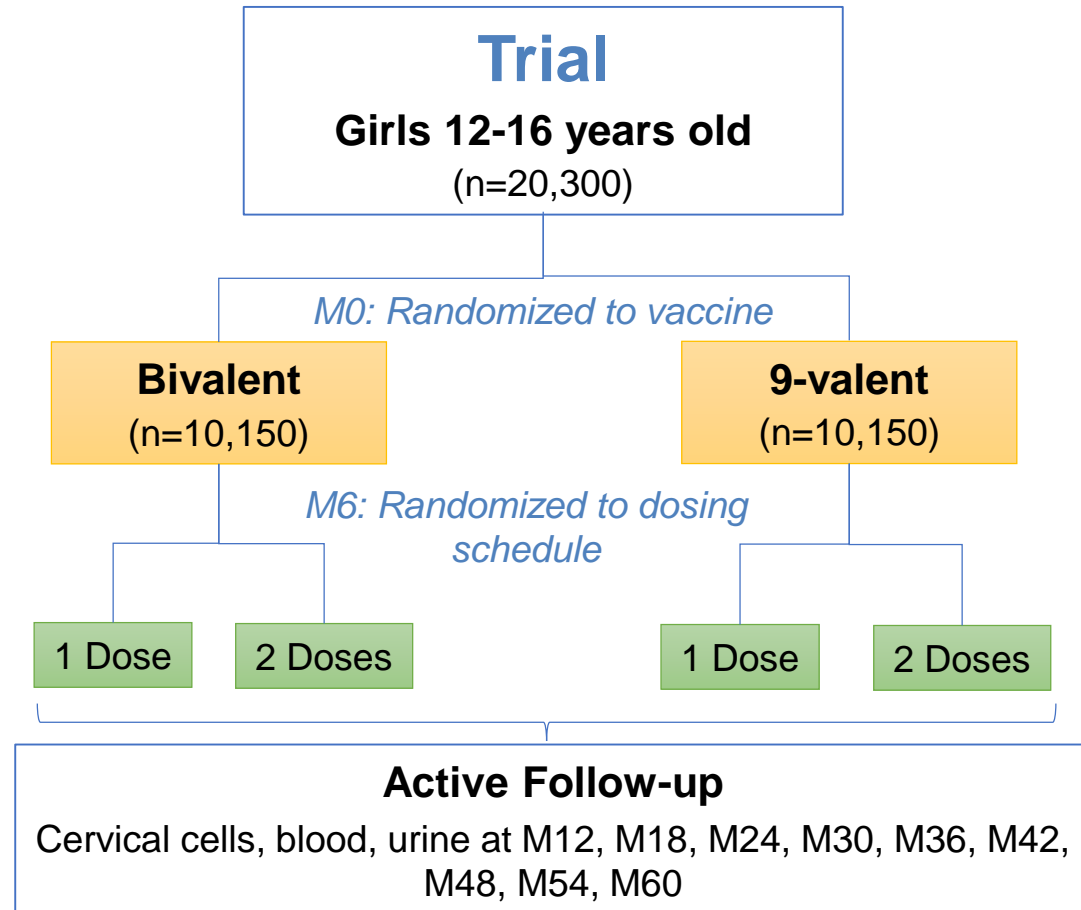 Trial
Girls 12-16 years old
(n=20,300)
M0: Randomized to vaccine
Bivalent
(n=10,150)
9-valent
(n=10,150)
M6: Randomized to dosing
schedule
1 Dose
2 Doses
1 Dose
2 Doses
Active Follow-up
Cervical cells, blood, urine at M12, M18, M24, M30, M36, M42,
M48, M54, M60